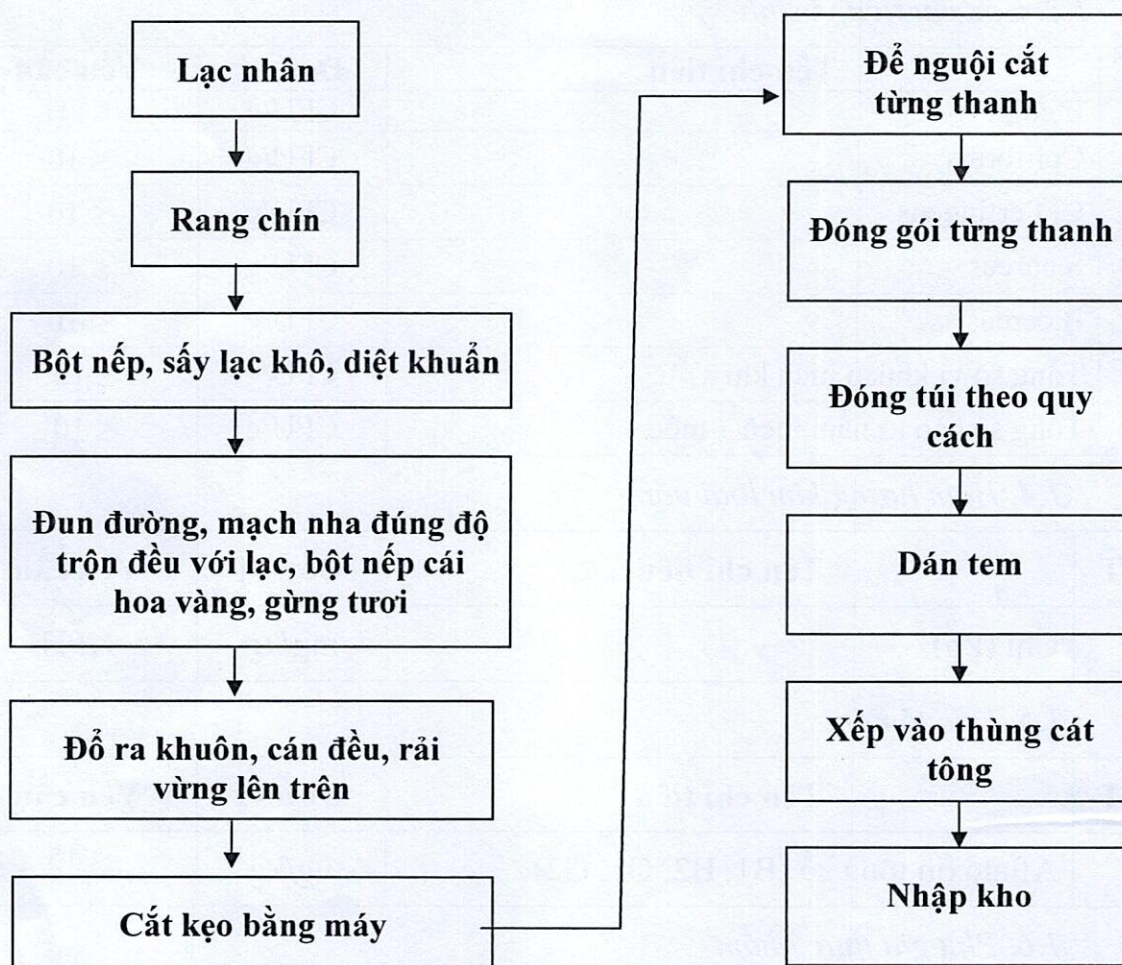 Lạc nhân
Rang chín
Bột nếp, sấy lạc khô, diệt khuẩn
Đun đường, mạch nha đúng độ
trộn đều với lạc, bột nếp cái
hoa vàng, gừng tươi
Đổ ra khuôn, cán đều, rải
vừng lên trên
Cắt kẹo bằng máy
Để nguội cắt
từng thanh
Đóng gói từng thanh
Đóng túi theo quy
cách
Dán tem
Xếp vào thùng cát
tông
Nhập kho